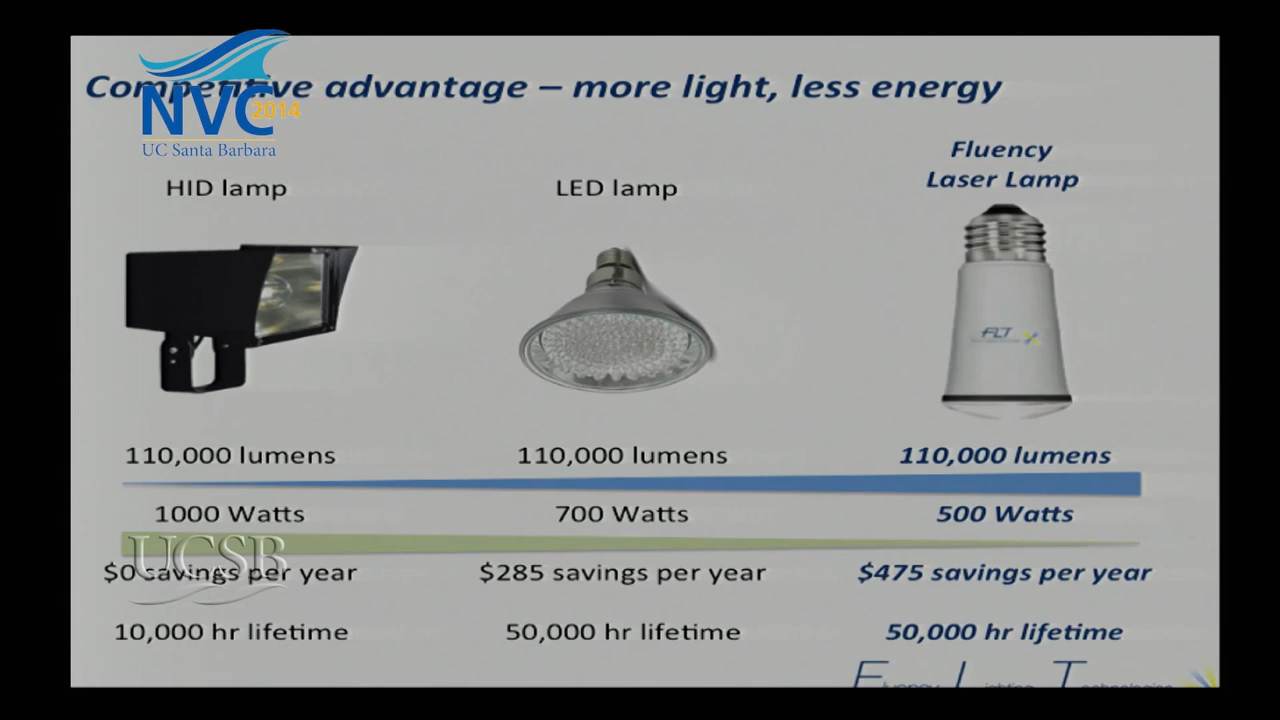 Competitive advantage – more light, less energy
NVC 2014
UC Santa Barbara
HID lamp
LED lamp
Fluency
Laser Lamp
FLT
110,000 lumens
110,000 lumens
110,000 lumens
1000 Watts
700 Watts
500 Watts
UCSB
$0 savings per year
$285 savings per year
$475 savings per year
10,000 hr lifetime
50,000 hr lifetime
50,000 hr lifetime
Fluency Lighting Technologies